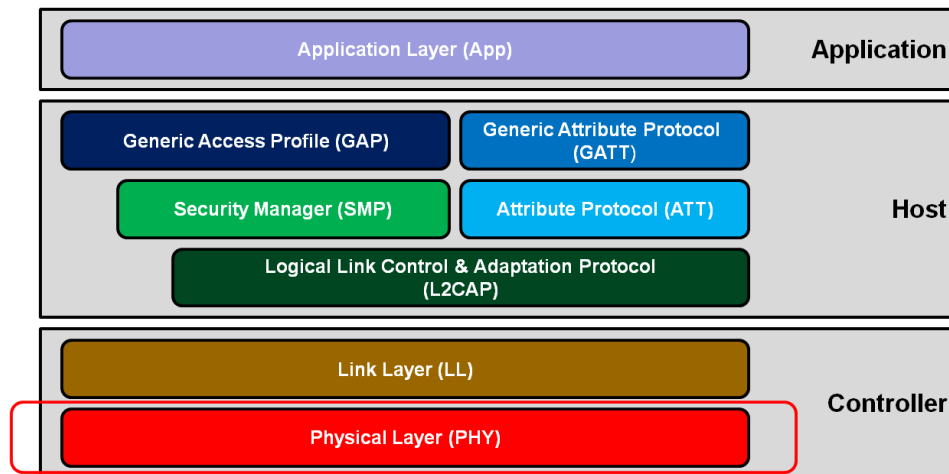 Application Layer (App)
Application
Generic Access Profile (GAP)
Generic Attribute Protocol
(GATT)
Security Manager (SMP)
Attribute Protocol (ATT)
Host
Logical Link Control & Adaptation Protocol
(L2CAP)
Link Layer (LL)
Controller
Physical Layer (PHY)